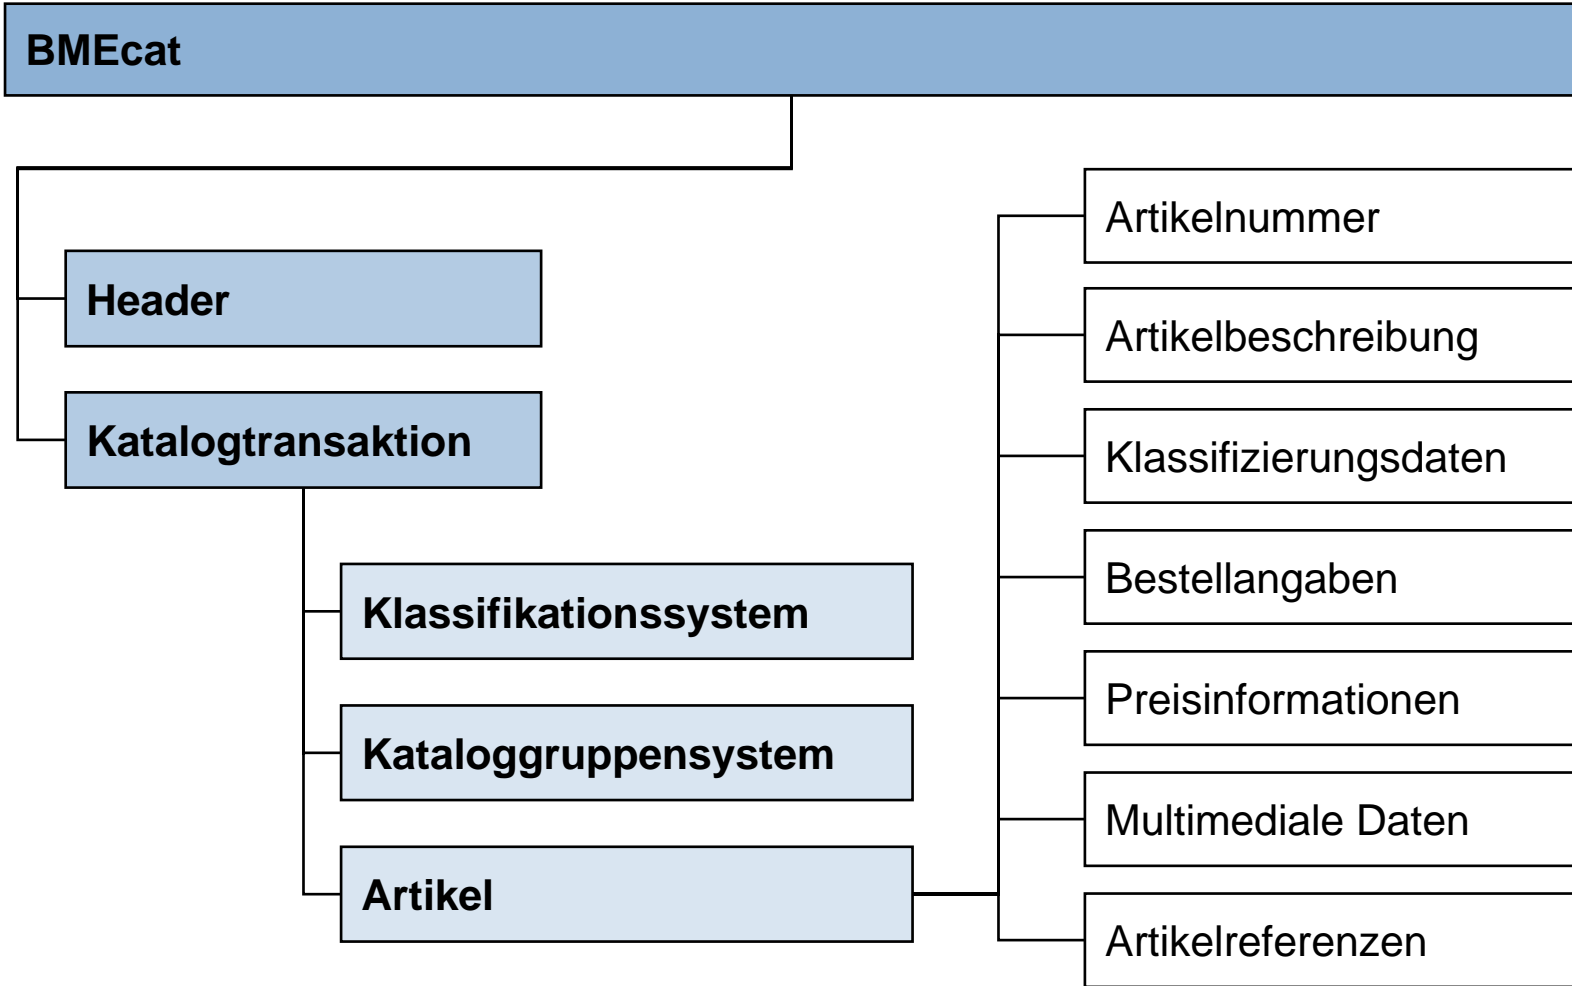 BMEcat
Header
Katalogtransaktion
Klassifikationssystem
Kataloggruppensystem
Artikel
Artikelnummer
Artikelbeschreibung
Klassifizierungsdaten
Bestellangaben
Preisinformationen
Multimediale Daten
Artikelreferenzen